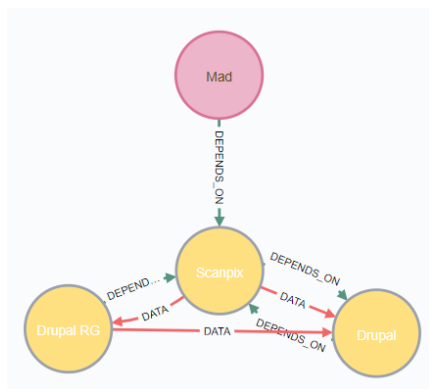 Mad
DEPENDS_ON
Scanpix
DEPEND...
DATA
DEPENDS_ON
DATA
DEPENDS_ON
Drupal RG
DATA
Drupal